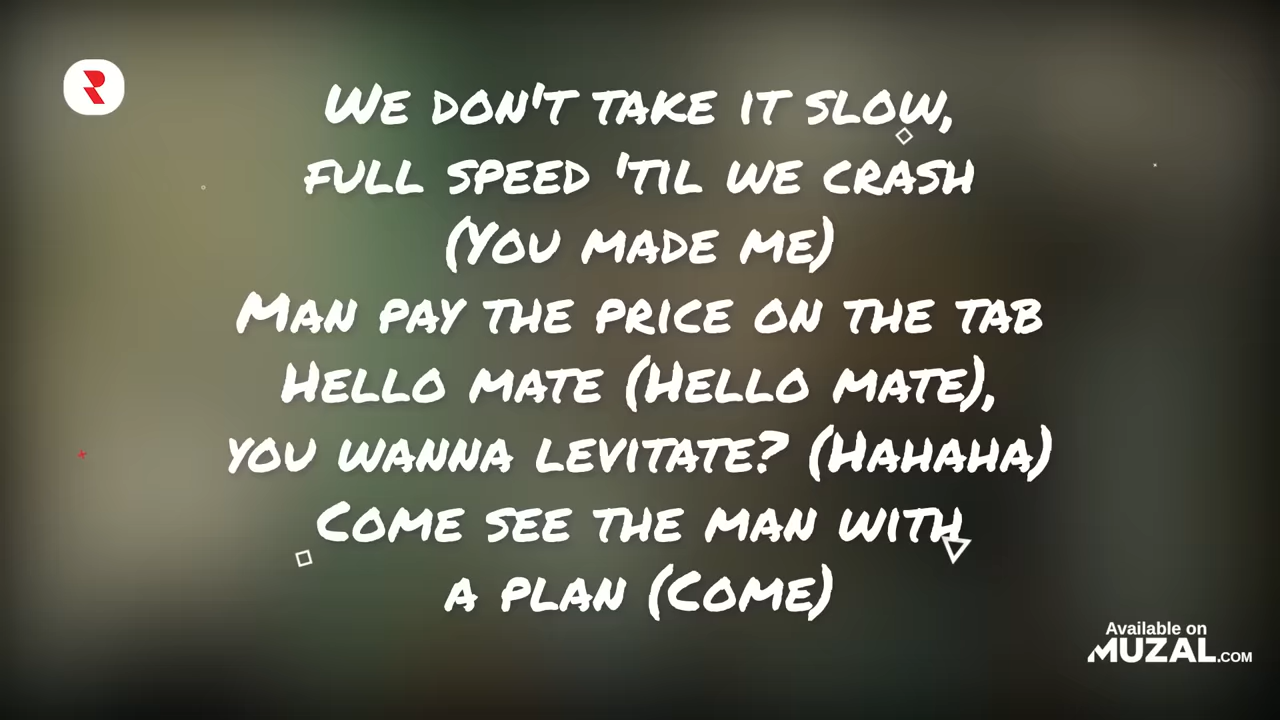 We don't take it slow,
full speed 'til we crash
(You made me)
Man pay the price on the tab
Hello mate (Hello mate),
you wanna levitate? (Hahaha)
Come see the man with
a plan (Come)
Available on
MUZAL.COM